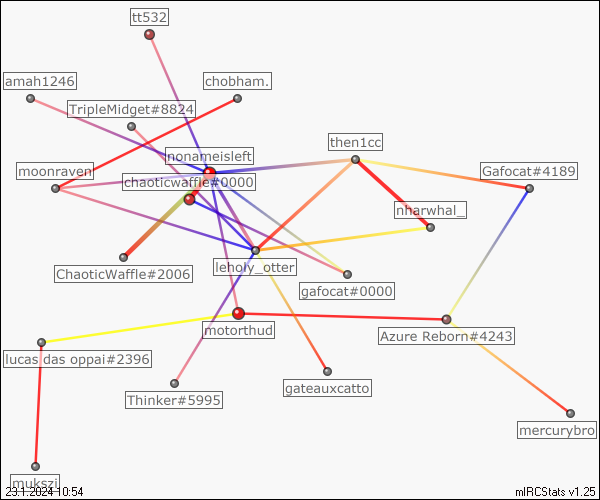 tt532
amah1246
chobham.
TripleMidget#8824
then1cc
nonameisleft
moonraven
Gafocat#4189
chaoticwaffle#0000
nharwhal_
leholy_otter
ChaoticWaffle#2006
gafocat#0000
motorthud
Azure Reborn#4243
lucas das oppai#2396
gateauxcatto
Thinker#5995
mercurybro
mukszi
23.1.2024 10:54
mIRCStats v1.25